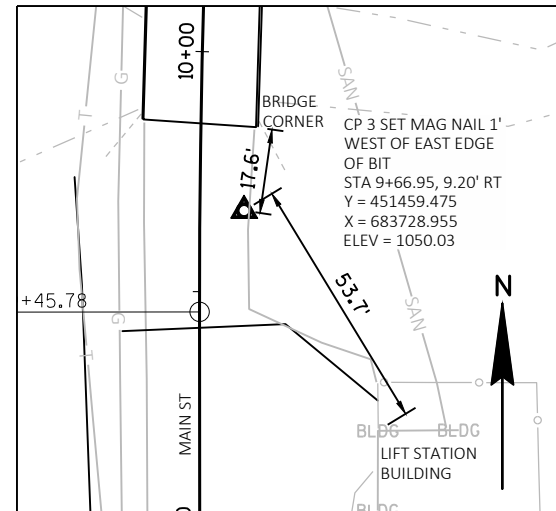 10+00
G
T
SAN
BRIDGE
CORNER
CP 3 SET MAG NAIL 1'
WEST OF EAST EDGE
OF BIT
STA 9+66.95, 9.20' RT
Y = 451459.475
X = 683728.955
ELEV = 1050.03
17.6'
53.7'
N
+45.78
G
SAN
T
MAIN ST
BLDG
BLDG
LIFT STATION
BUILDING
BLDG